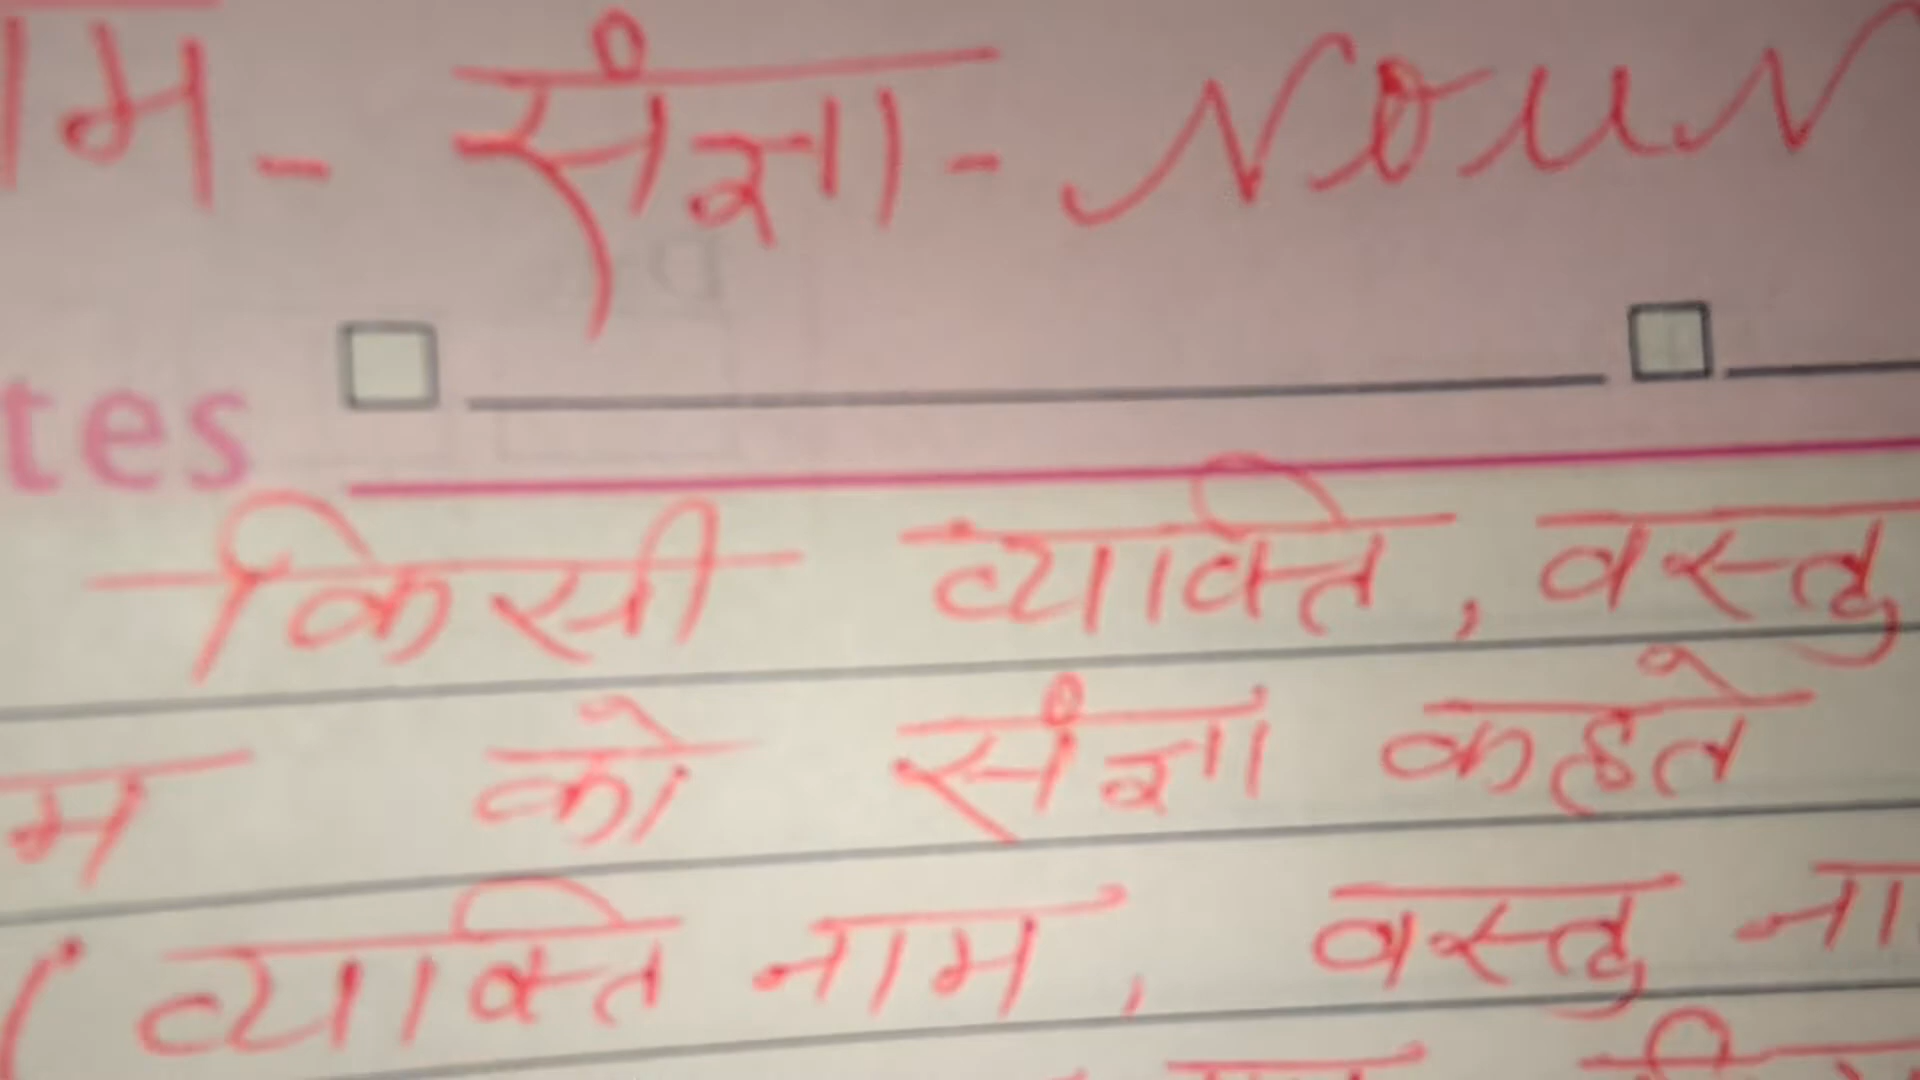 ाम - संज्ञा - Noun
tes
किसी व्यक्ति, वस्तु
म को संज्ञा कहते
(व्यक्ति नाम, वस्तु ना